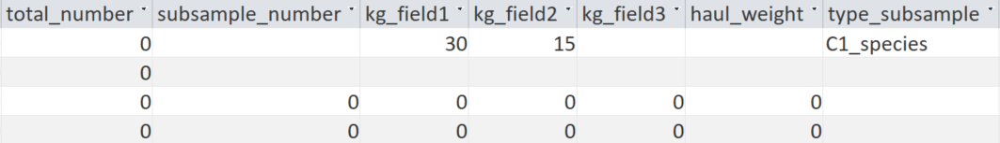 total_number subsample_number kg_field1 kg_field2 kg_field3 haul_weight type_subsample
0 30 15 C1_species
0
0 0 0 0 0 0
0 0 0 0 0 0